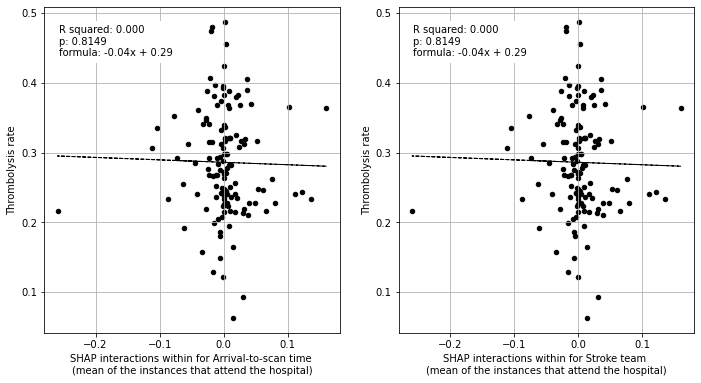 R squared: 0.000
p: 0.8149
formula: -0.04x + 0.29
0.5
0.4
0.3
0.2
0.1
Thrombolysis rate
−0.2
−0.1
0.0
0.1
SHAP interactions within for Arrival-to-scan time
(mean of the instances that attend the hospital)
R squared: 0.000
p: 0.8149
formula: -0.04x + 0.29
0.5
0.4
0.3
0.2
0.1
Thrombolysis rate
−0.2
−0.1
0.0
0.1
SHAP interactions within for Stroke team
(mean of the instances that attend the hospital)